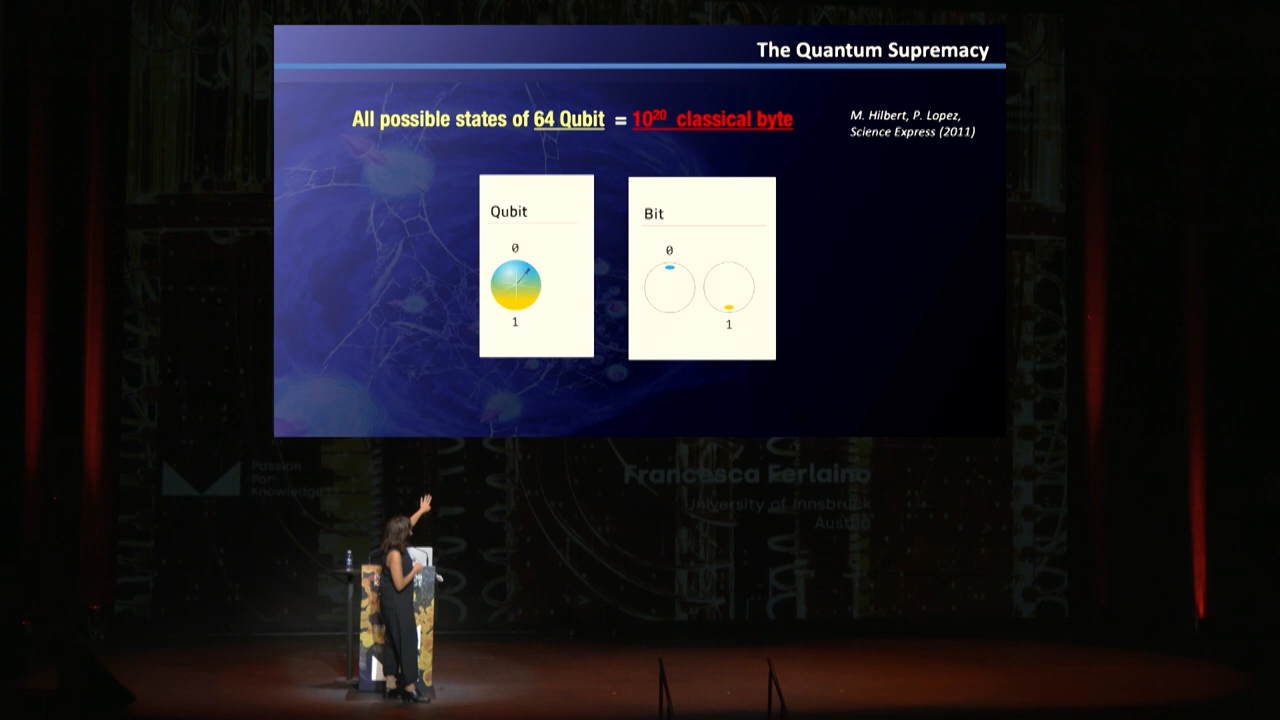 The Quantum Supremacy
All possible states of 64 Qubit = 10²⁰ classical byte
M. Hilbert, P. Lopez,
Science Express (2011)
Qubit
0
1
Bit
0
1
Passion
For
Knowledge
Francesca Ferlaino
University of Innsbruck
Austria